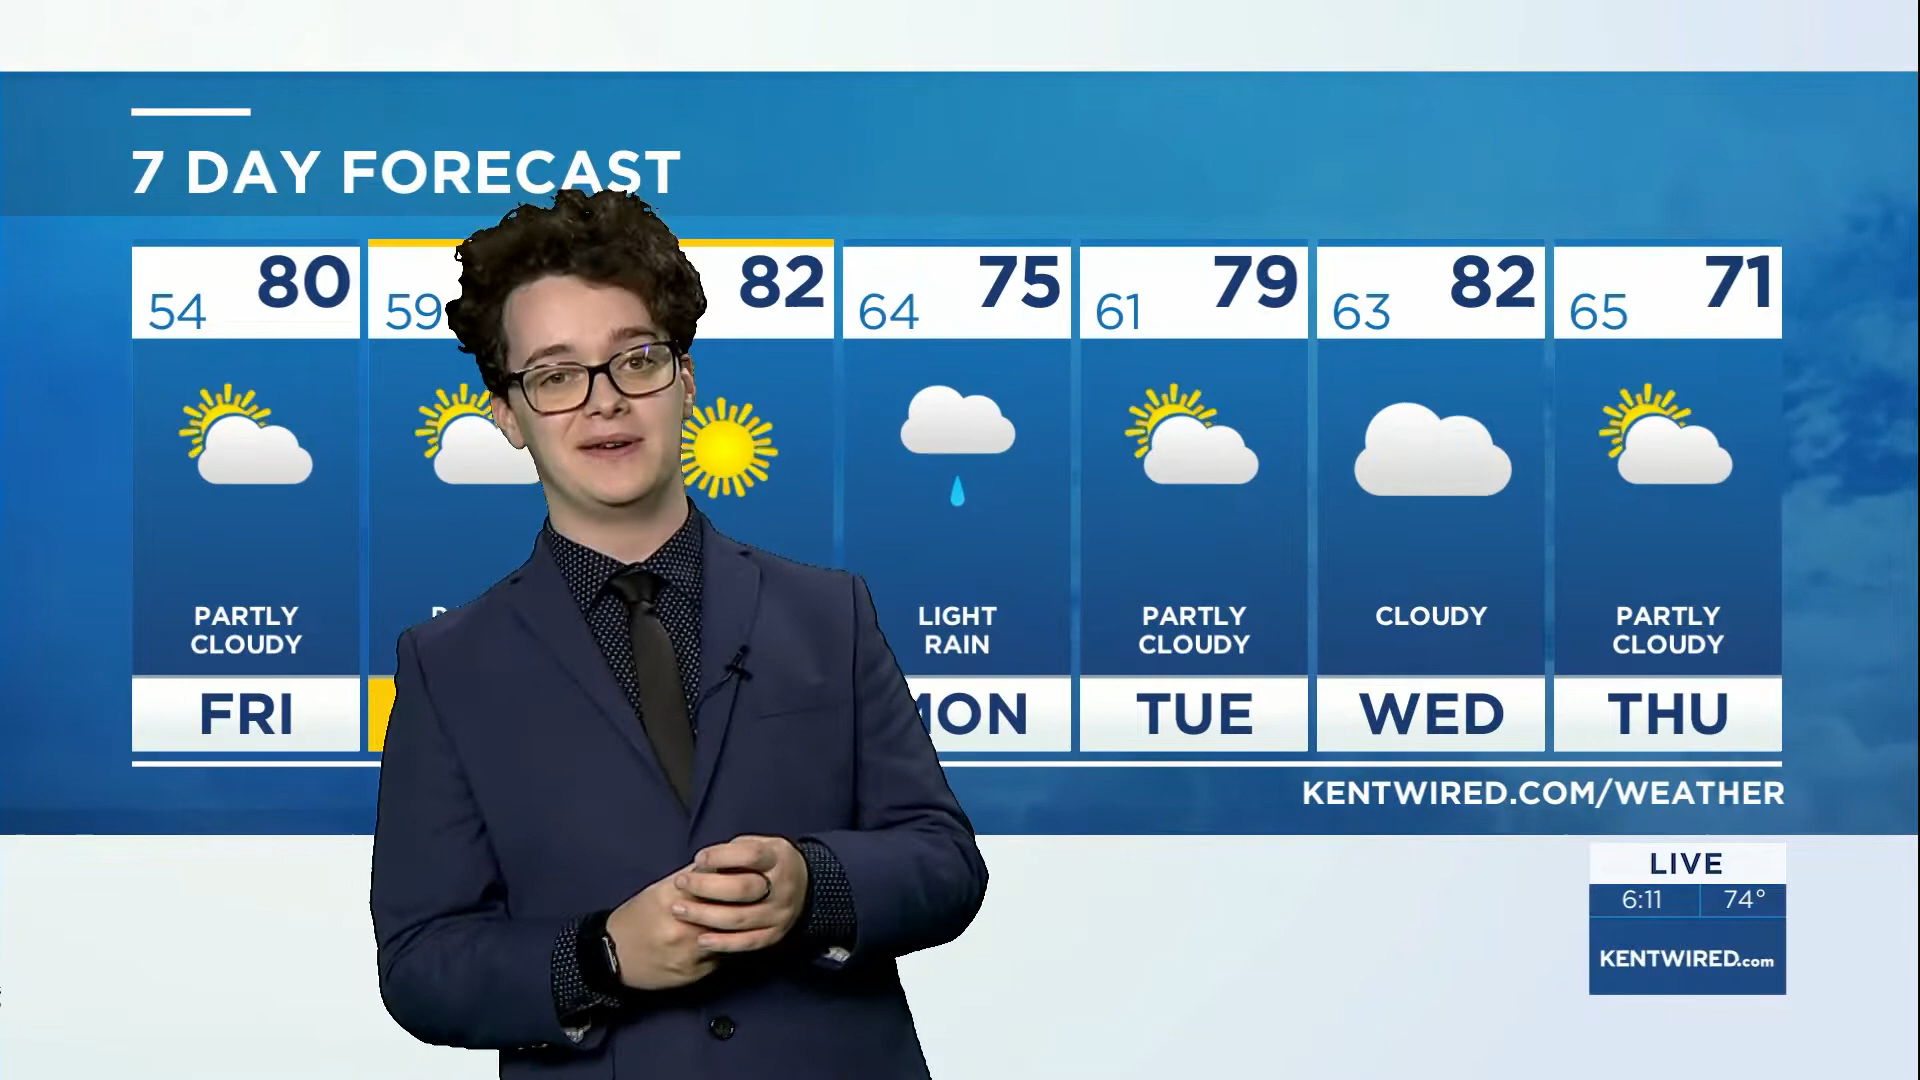 7 DAY FORECAST
54 80
59
82
64 75
61 79
63 82
65 71
PARTLY
CLOUDY
LIGHT
RAIN
PARTLY
CLOUDY
CLOUDY
PARTLY
CLOUDY
FRI
MON
TUE
WED
THU
KENTWIRED.COM/WEATHER
LIVE
6:11 74°
KENTWIRED.com